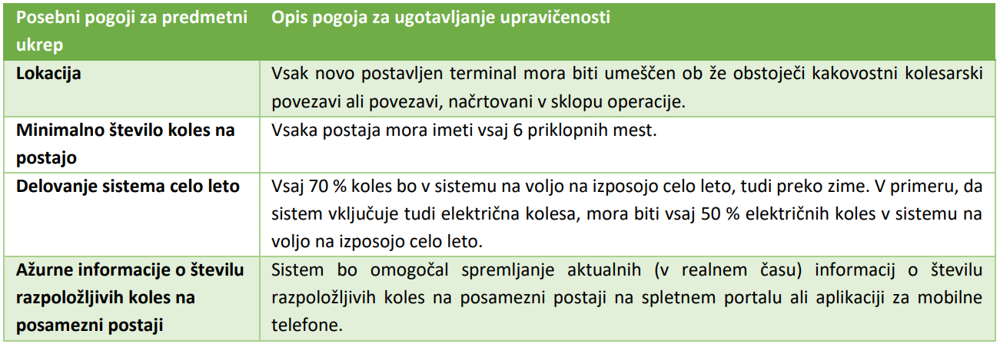 Posebni pogoji za predmetni
ukrep
Opis pogoja za ugotavljanje upravičenosti
Lokacija
Vsak novo postavljen terminal mora biti umeščen ob že obstoječi kakovostni kolesarski
povezavi ali povezavi, načrtovani v sklopu operacije.
Minimalno število koles na
postajo
Vsaka postaja mora imeti vsaj 6 priklopnih mest.
Delovanje sistema celo leto
Vsaj 70 % koles bo v sistemu na voljo na izposojo celo leto, tudi preko zime. V primeru, da
sistem vključuje tudi električna kolesa, mora biti vsaj 50 % električnih koles v sistemu na
voljo na izposojo celo leto.
Ažurne informacije o številu
razpoložljivih koles na
posamezni postaji
Sistem bo omogočal spremljanje aktualnih (v realnem času) informacij o številu
razpoložljivih koles na posamezni postaji na spletnem portalu ali aplikaciji za mobilne
telefone.